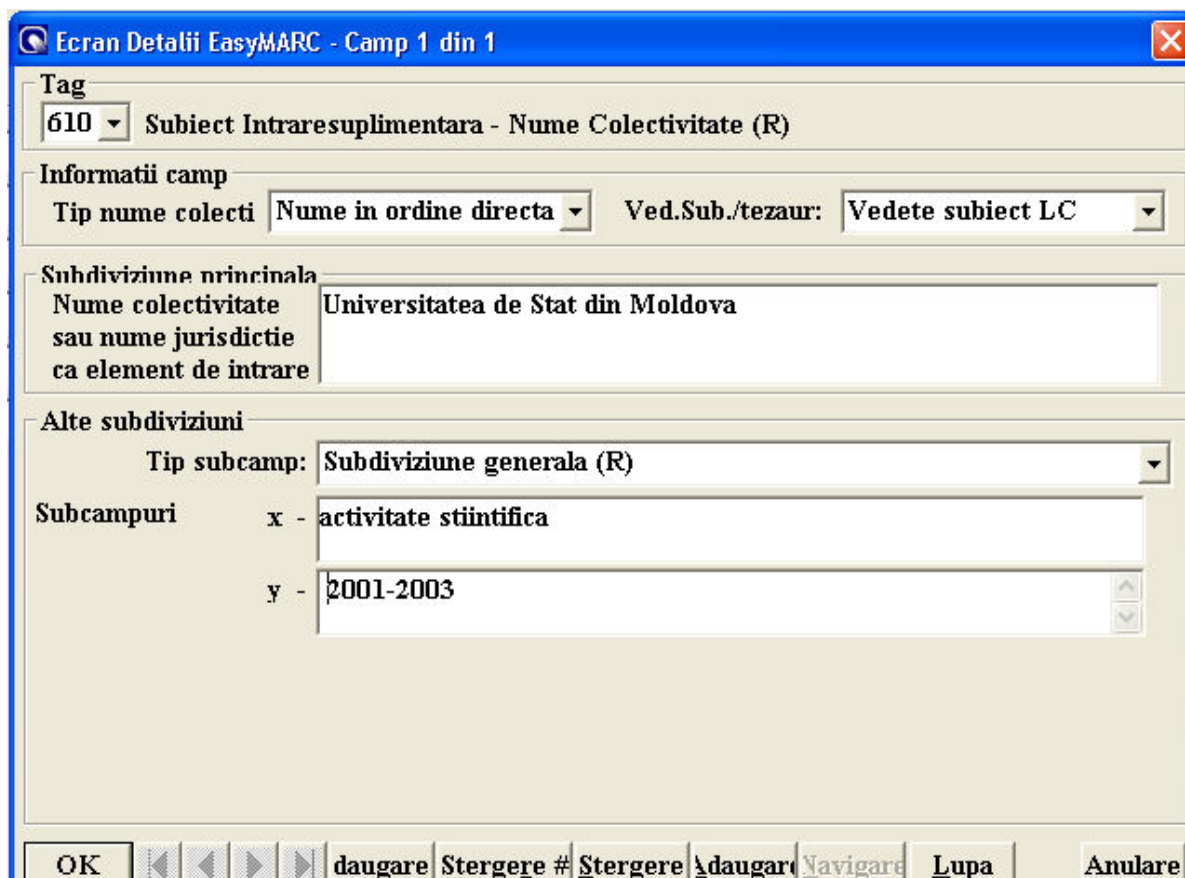 Ecran Detalii EasyMARC - Camp 1 din 1
Tag
610 Subiect Intraresuplimentara - Nume Colectivitate (R)
Informatii camp
Tip nume colecti Nume in ordine directa Ved.Sub./tezaur: Vedete subiect LC
Subdiviziune principala
Nume colectivitate Universitatea de Stat din Moldova
sau nume jurisdictie
ca element de intrare
Alte subdiviziuni
Tip subcamp: Subdiviziune generala (R)
Subcampuri x - activitate stiintifica
y - 2001-2003
OK daugare Stergere # Stergere Adaugare Navigare Lupa Anulare